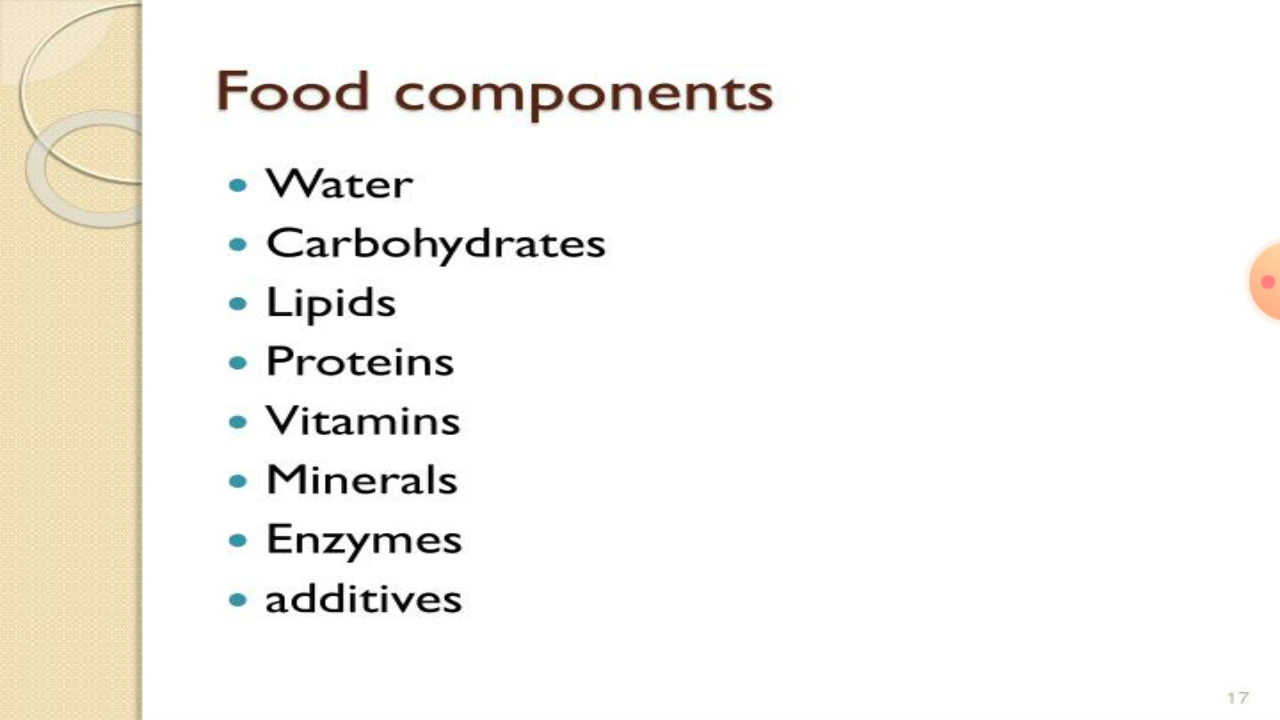 Food components
Water
Carbohydrates
Lipids
Proteins
Vitamins
Minerals
Enzymes
additives
17